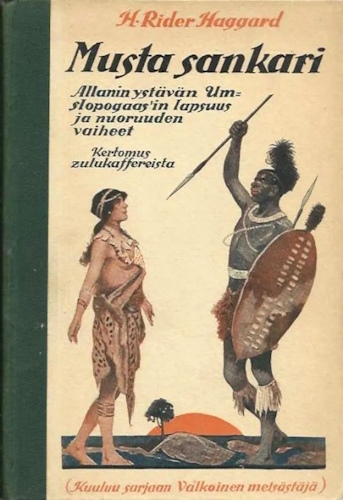 H. Rider Haggard
Musta sankari
Allanin ystävän Um=
slopogaas'in lapsuus
ja nuoruuden
vaiheet
Kertomus
zulukaffereista
(Kuuluu sarjaan Valkoinen metsästäjä)